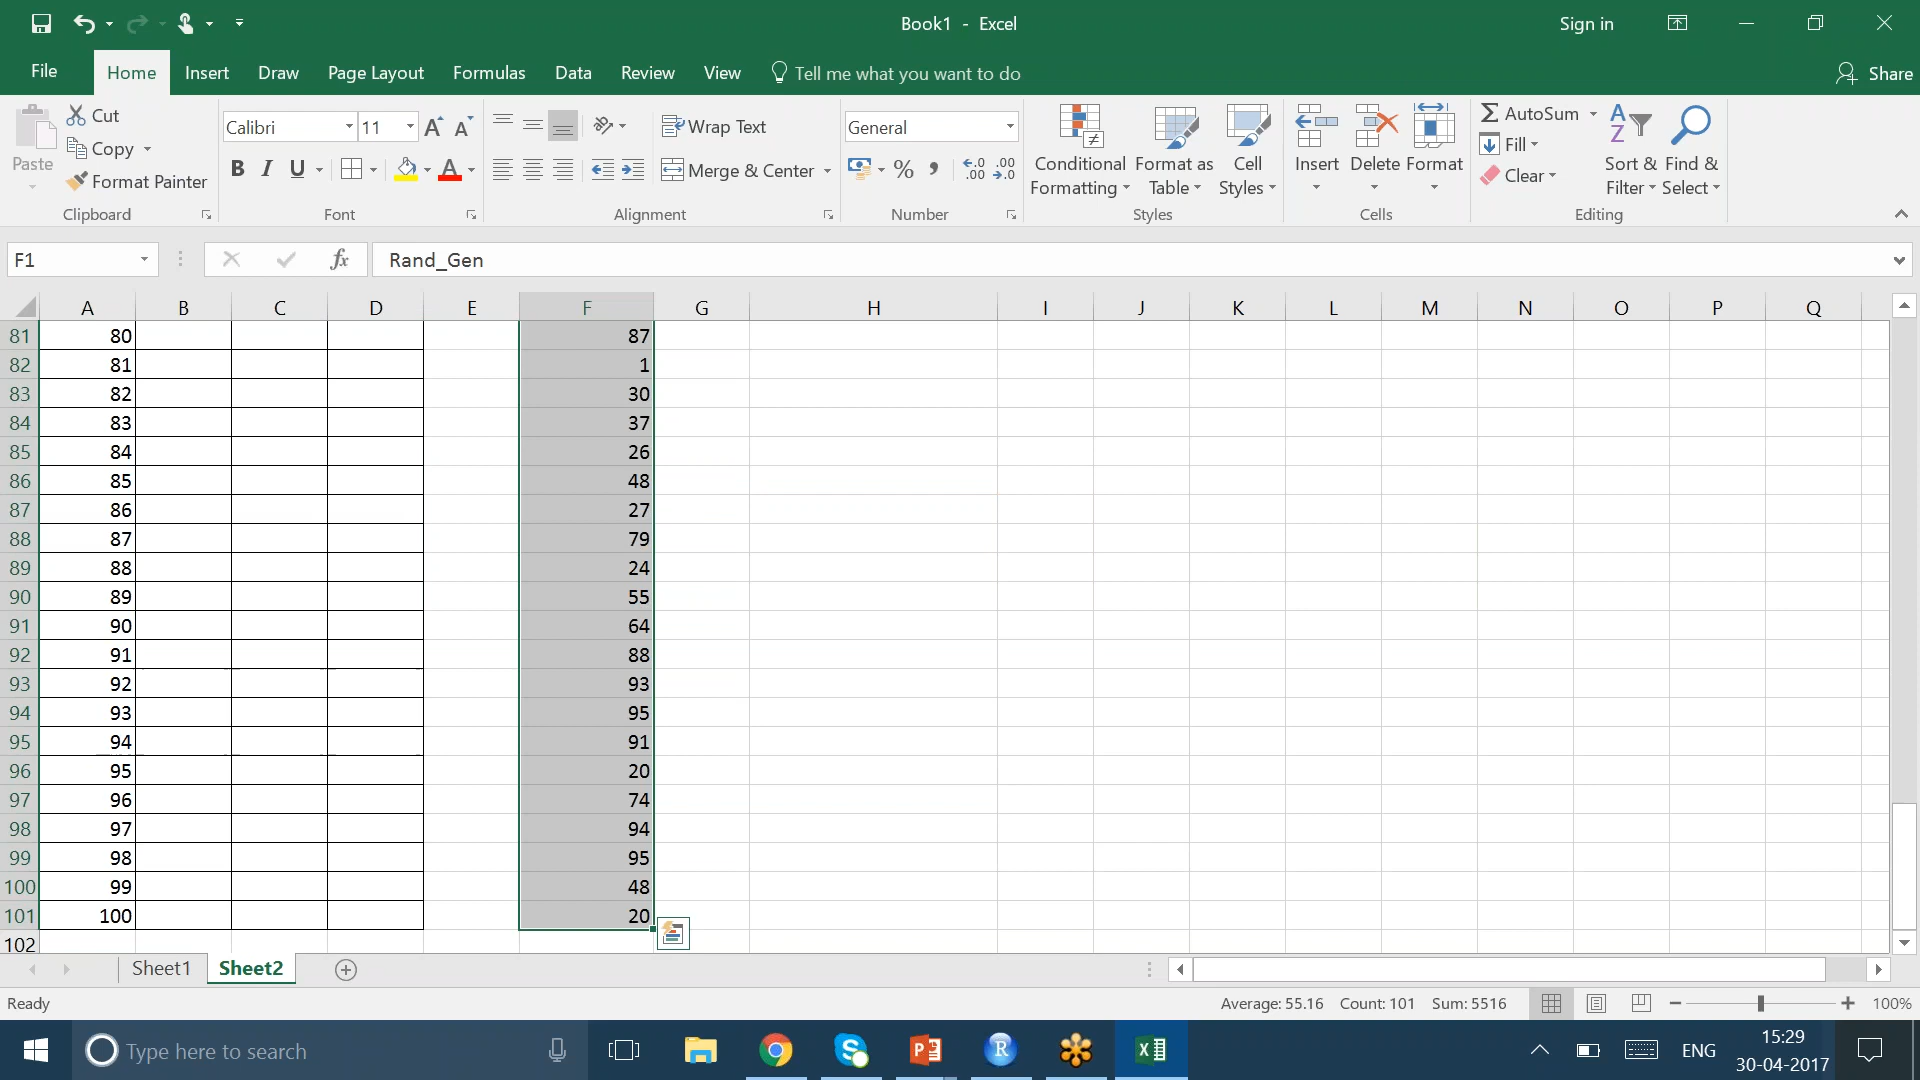 Book1 - Excel
Sign in
File Home Insert Draw Page Layout Formulas Data Review View Tell me what you want to do Share
Paste
Cut
Copy
Format Painter
Clipboard
Calibri 11
B I U
Font
Wrap Text
Merge & Center
Alignment
General
%
Number
Conditional Formatting
Format as Table
Cell Styles
Styles
Insert
Delete
Format
Cells
AutoSum
Fill
Clear
Sort & Filter
Find & Select
Editing
F1
fx
Rand_Gen
A B C D E F G H I J K L M N O P Q
81 80 87
82 81 1
83 82 30
84 83 37
85 84 26
86 85 48
87 86 27
88 87 79
89 88 24
90 89 55
91 90 64
92 91 88
93 92 93
94 93 95
95 94 91
96 95 20
97 96 74
98 97 94
99 98 95
100 99 48
101 100 20
102
Sheet1 Sheet2
Ready
Average: 55.16 Count: 101 Sum: 5516
100%
Type here to search
ENG
15:29
30-04-2017